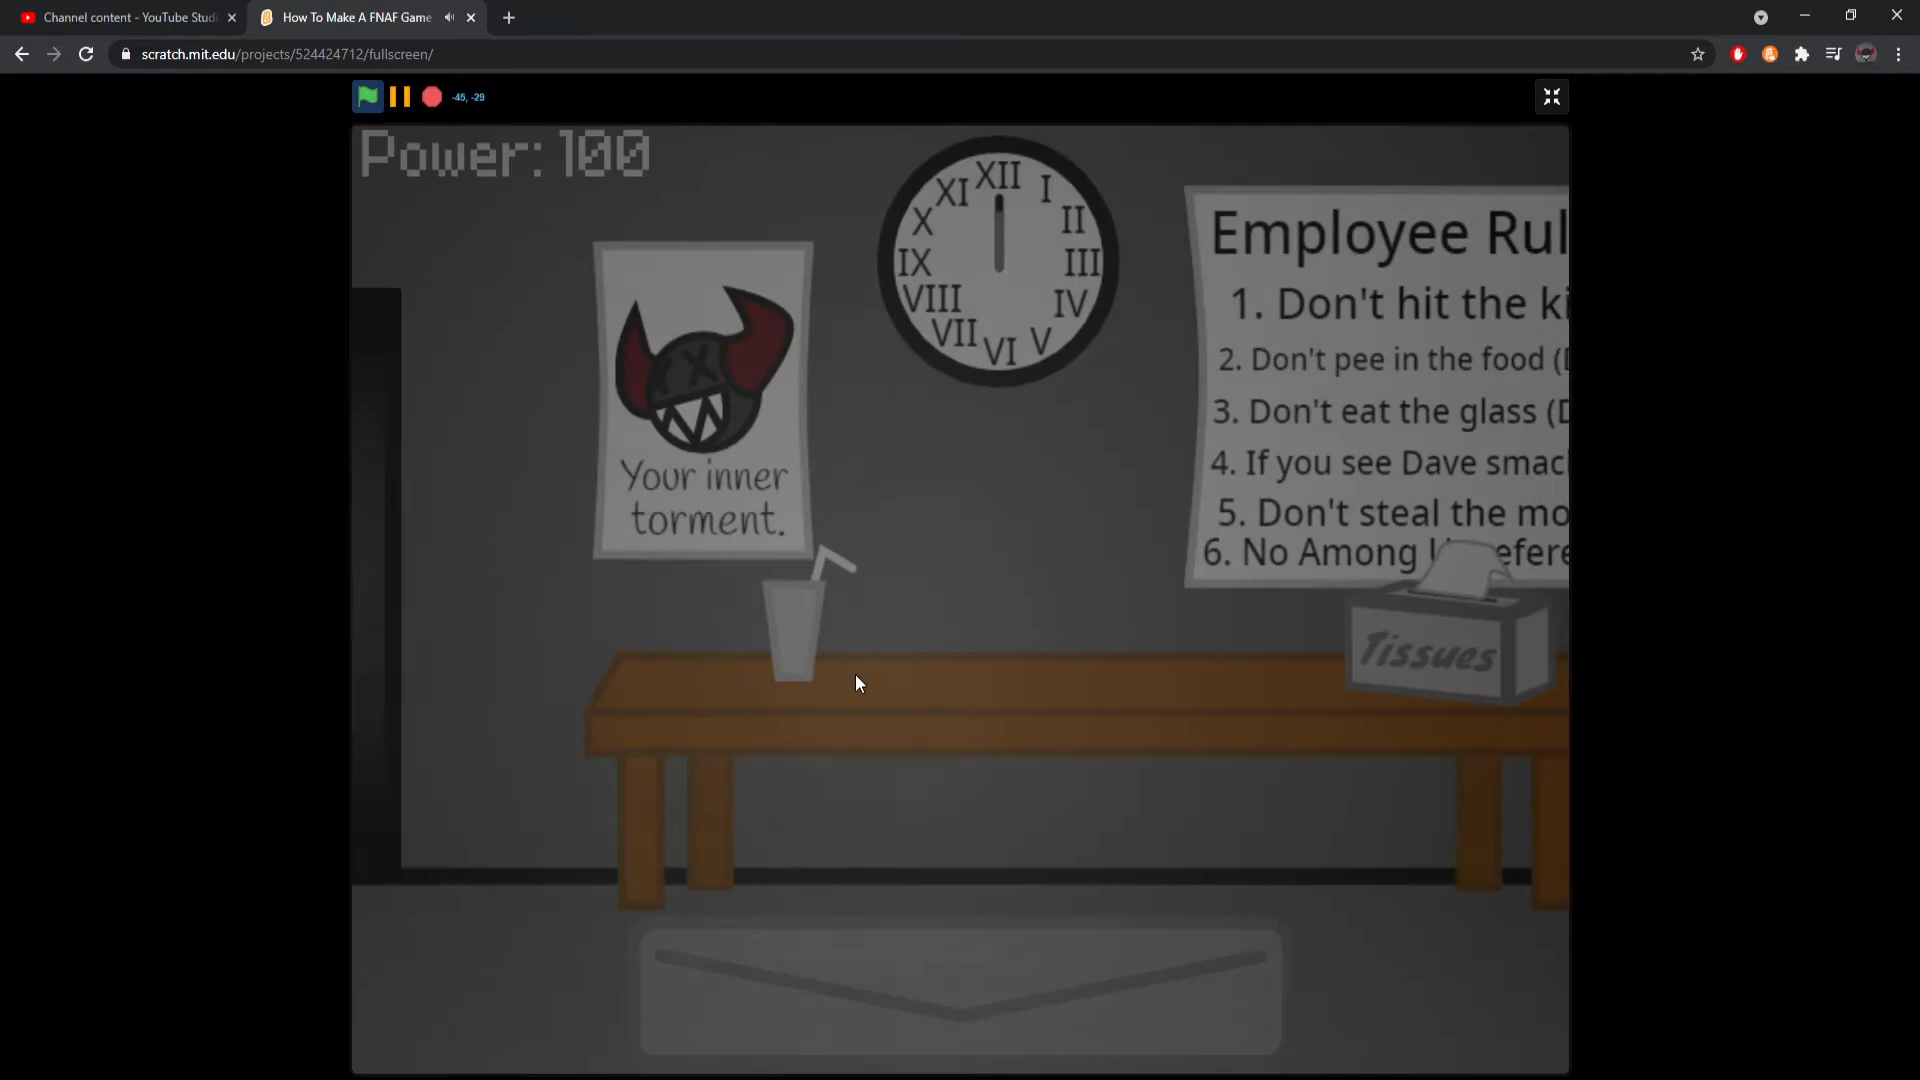 Channel content - YouTube Stud
How To Make A FNAF Game
scratch.mit.edu/projects/524424712/fullscreen/
-45, -29
Power: 100
XII
I
II
III
IV
V
VI
VII
VIII
IX
X
XI
Your inner
torment.
Employee Rul
1. Don't hit the ki
2. Don't pee in the food (D
3. Don't eat the glass (D
4. If you see Dave smac
5. Don't steal the mo
6. No Among U efere
Tissues